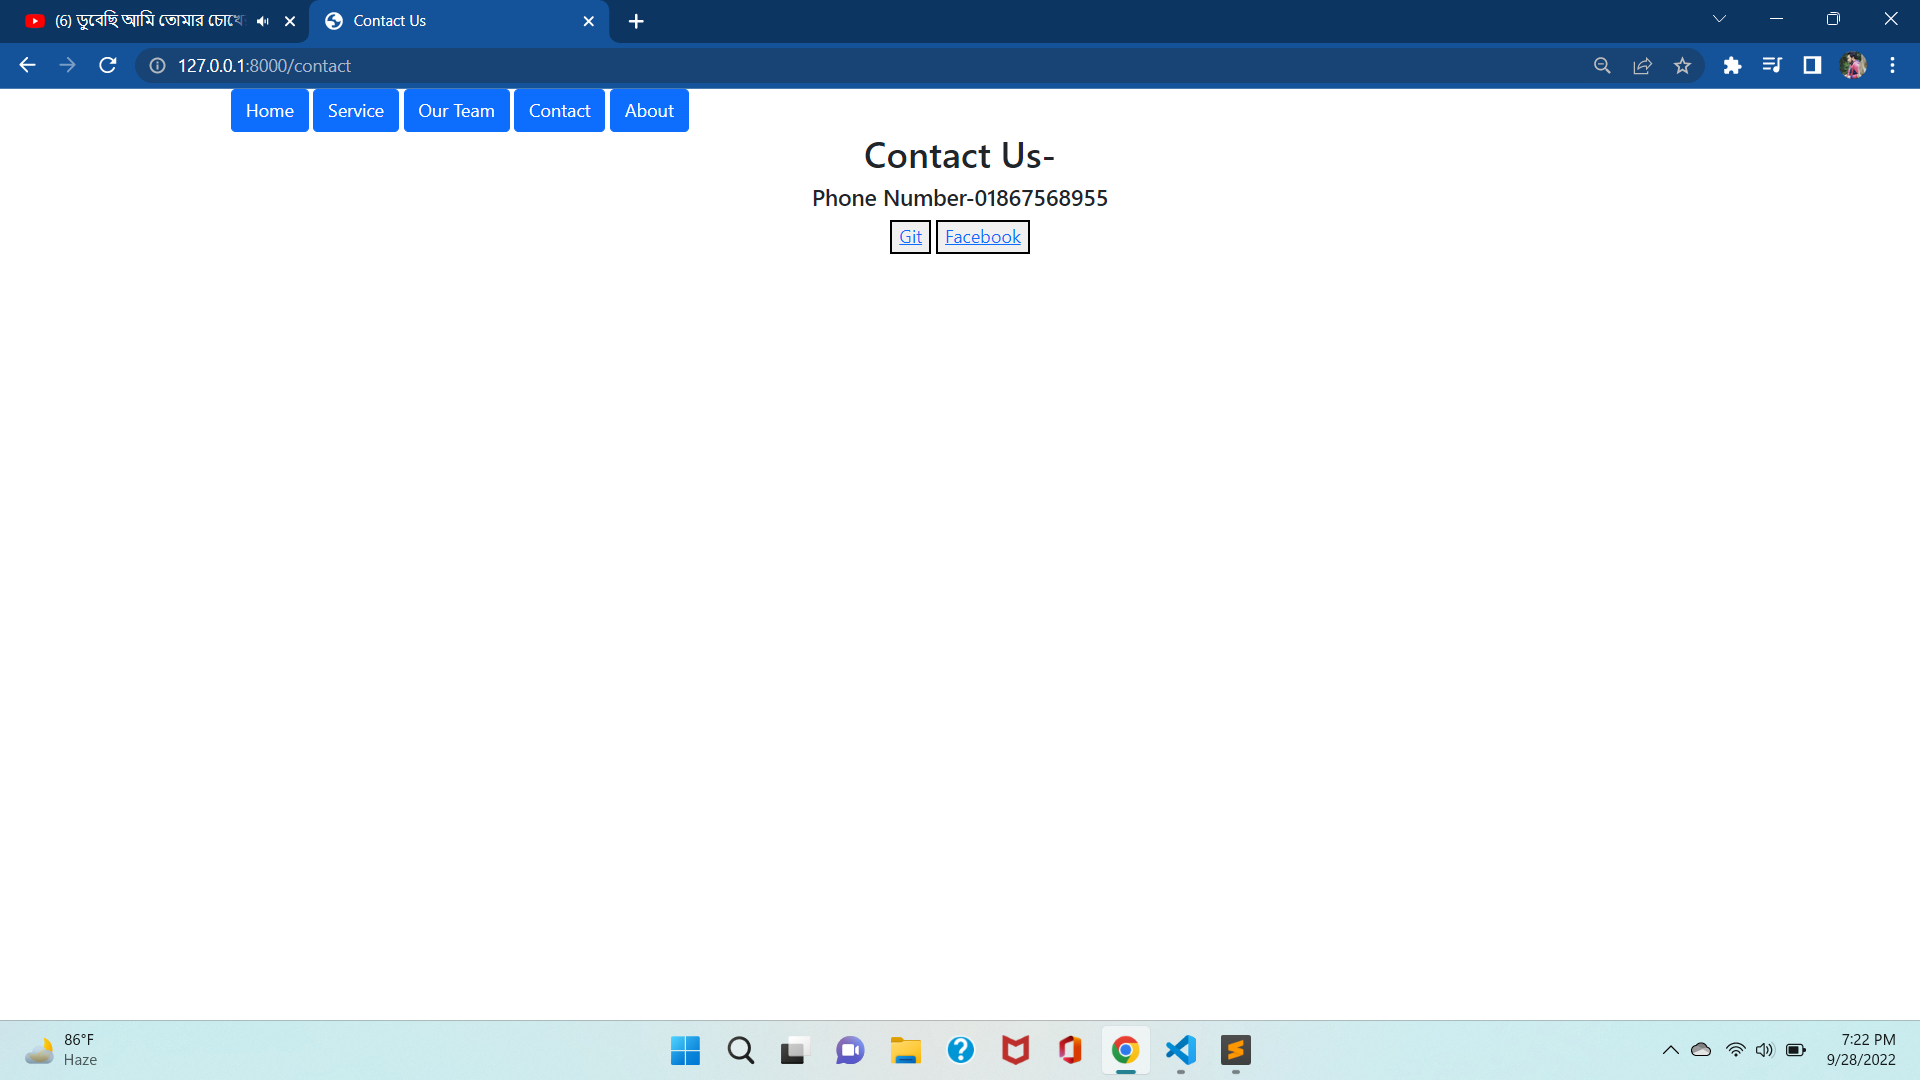 (6) ডুবেছি আমি তোমার চোখে
Contact Us
127.0.0.1:8000/contact
Home Service Our Team Contact About
Contact Us-
Phone Number-01867568955
Git Facebook
86°F
Haze
7:22 PM
9/28/2022